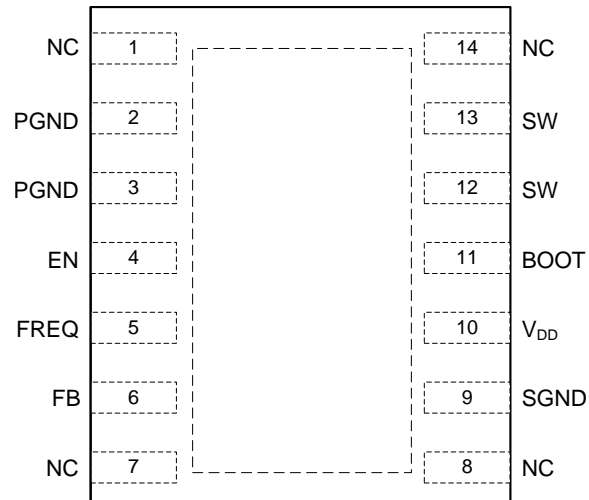 NC 1 14 NC
PGND 2 13 SW
PGND 3 12 SW
EN 4 11 BOOT
FREQ 5 10 VDD
FB 6 9 SGND
NC 7 8 NC